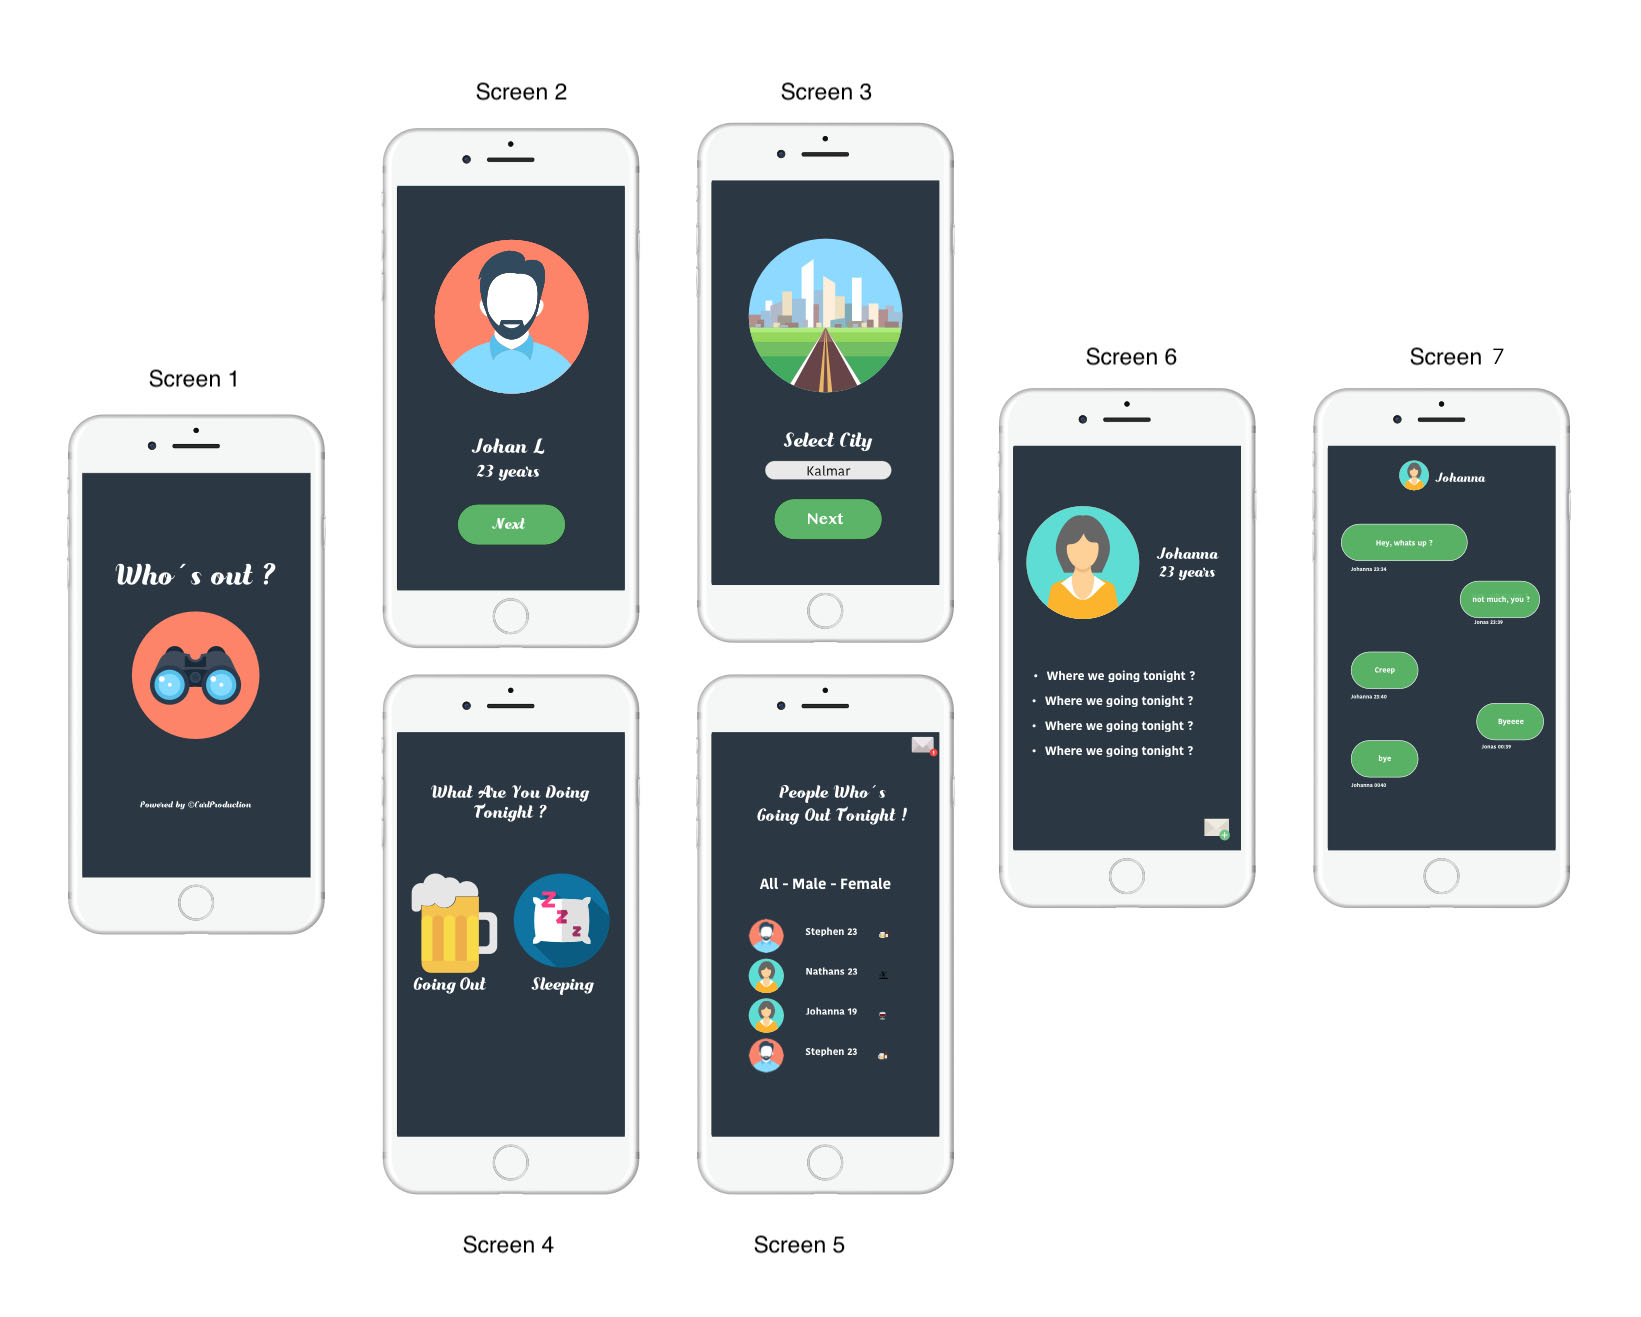 Screen 1
Who´s out ?
Powered by ©CarlProduction
Screen 2
Johan L
23 years
Next
Screen 3
Select City
Kalmar
Next
What Are You Doing
Tonight ?
Going Out
Sleeping
Screen 4
People Who´s
Going Out Tonight !
All - Male - Female
Stephen 23
Nathans 23
Johanna 19
Stephen 23
Screen 5
Screen 6
Johanna
23 years
• Where we going tonight ?
• Where we going tonight ?
• Where we going tonight ?
• Where we going tonight ?
Screen 7
Johanna
Hey, whats up ?
Johanna 23:34
not much, you ?
Jonas 23:39
Creep
Johanna 23:40
Byeeee
Jonas 00:39
bye
Johanna 0040